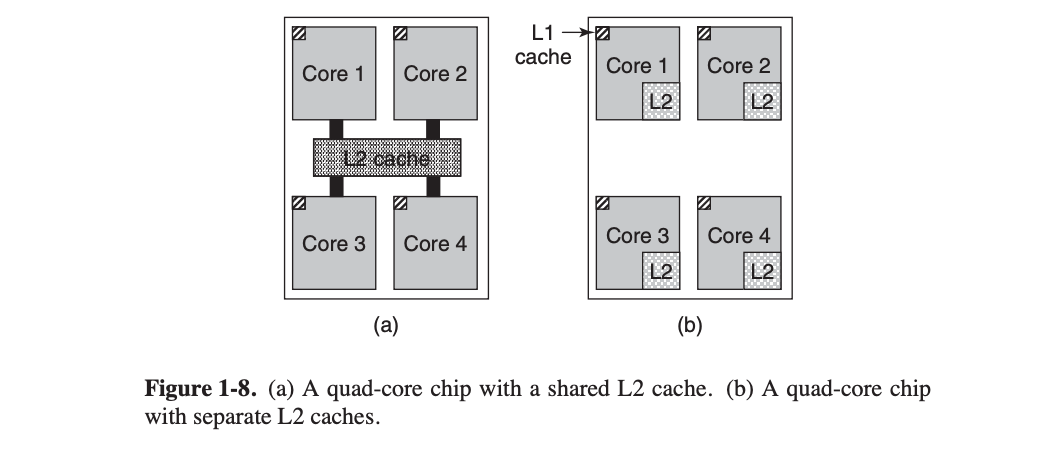 Core 1
Core 2
L2 cache
Core 3
Core 4
(a)
L1
cache
Core 1
L2
Core 2
L2
Core 3
L2
Core 4
L2
(b)
Figure 1-8. (a) A quad-core chip with a shared L2 cache. (b) A quad-core chip
with separate L2 caches.